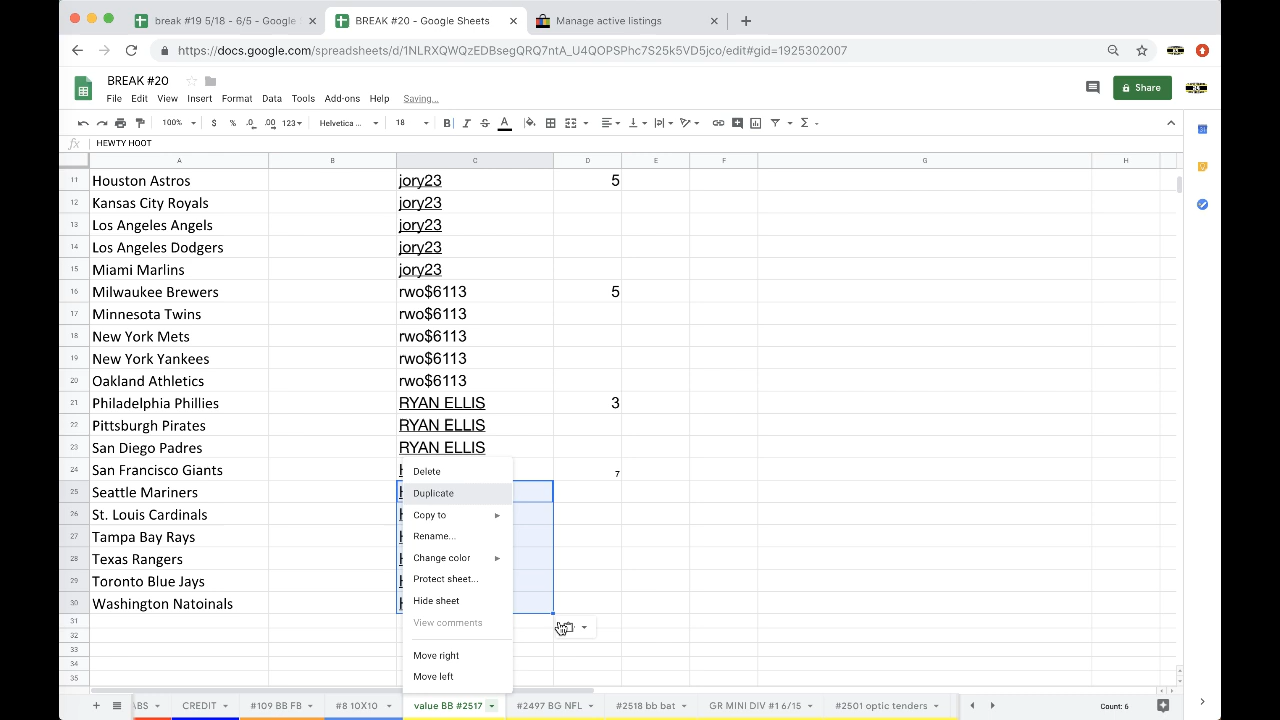 break #19 5/18 - 6/5 - Google
BREAK #20 - Google Sheets
Manage active listings
https://docs.google.com/spreadsheets/d/1NLRXQWQzEDBsegQRQ7ntA_U4QOPSPhc7S25k5VD5jco/edit#gid=1925302007
BREAK #20
File Edit View Insert Format Data Tools Add-ons Help Saving...
Share
100% $ % .0 .00 123 Helvetica ... 18 B I S A
fx HEWTY HOOT
A B C D E F G H
11 Houston Astros jory23 5
12 Kansas City Royals jory23
13 Los Angeles Angels jory23
14 Los Angeles Dodgers jory23
15 Miami Marlins jory23
16 Milwaukee Brewers rwo$6113 5
17 Minnesota Twins rwo$6113
18 New York Mets rwo$6113
19 New York Yankees rwo$6113
20 Oakland Athletics rwo$6113
21 Philadelphia Phillies RYAN ELLIS 3
22 Pittsburgh Pirates RYAN ELLIS
23 San Diego Padres RYAN ELLIS
24 San Francisco Giants 7
25 Seattle Mariners
26 St. Louis Cardinals
27 Tampa Bay Rays
28 Texas Rangers
29 Toronto Blue Jays
30 Washington Natoinals
31
32
33
34
35
Delete
Duplicate
Copy to
Rename...
Change color
Protect sheet...
Hide sheet
View comments
Move right
Move left
ABS CREDIT #109 BB FB #8 10X10 value BB #2517 #2497 BG NFL #2518 bb bat GR MINI DIV #1 6/15 #2501 optic tenders Count: 6